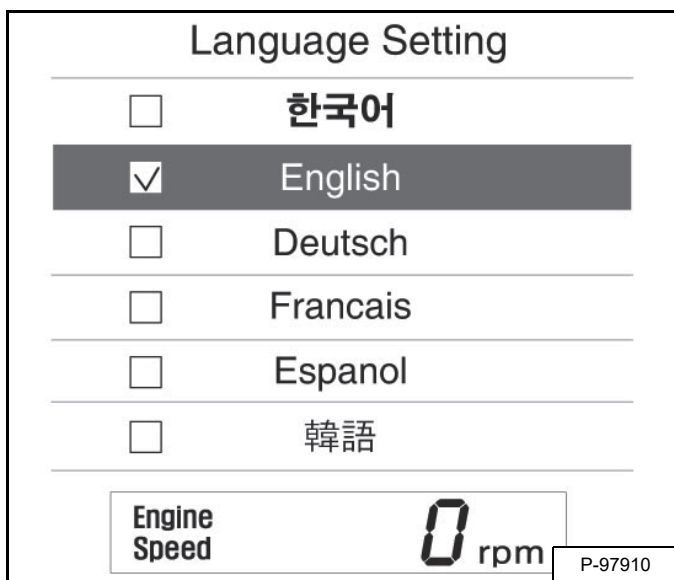 Language Setting
한국어
English
Deutsch
Francais
Espanol
韓語
Engine
Speed
0 rpm
P-97910